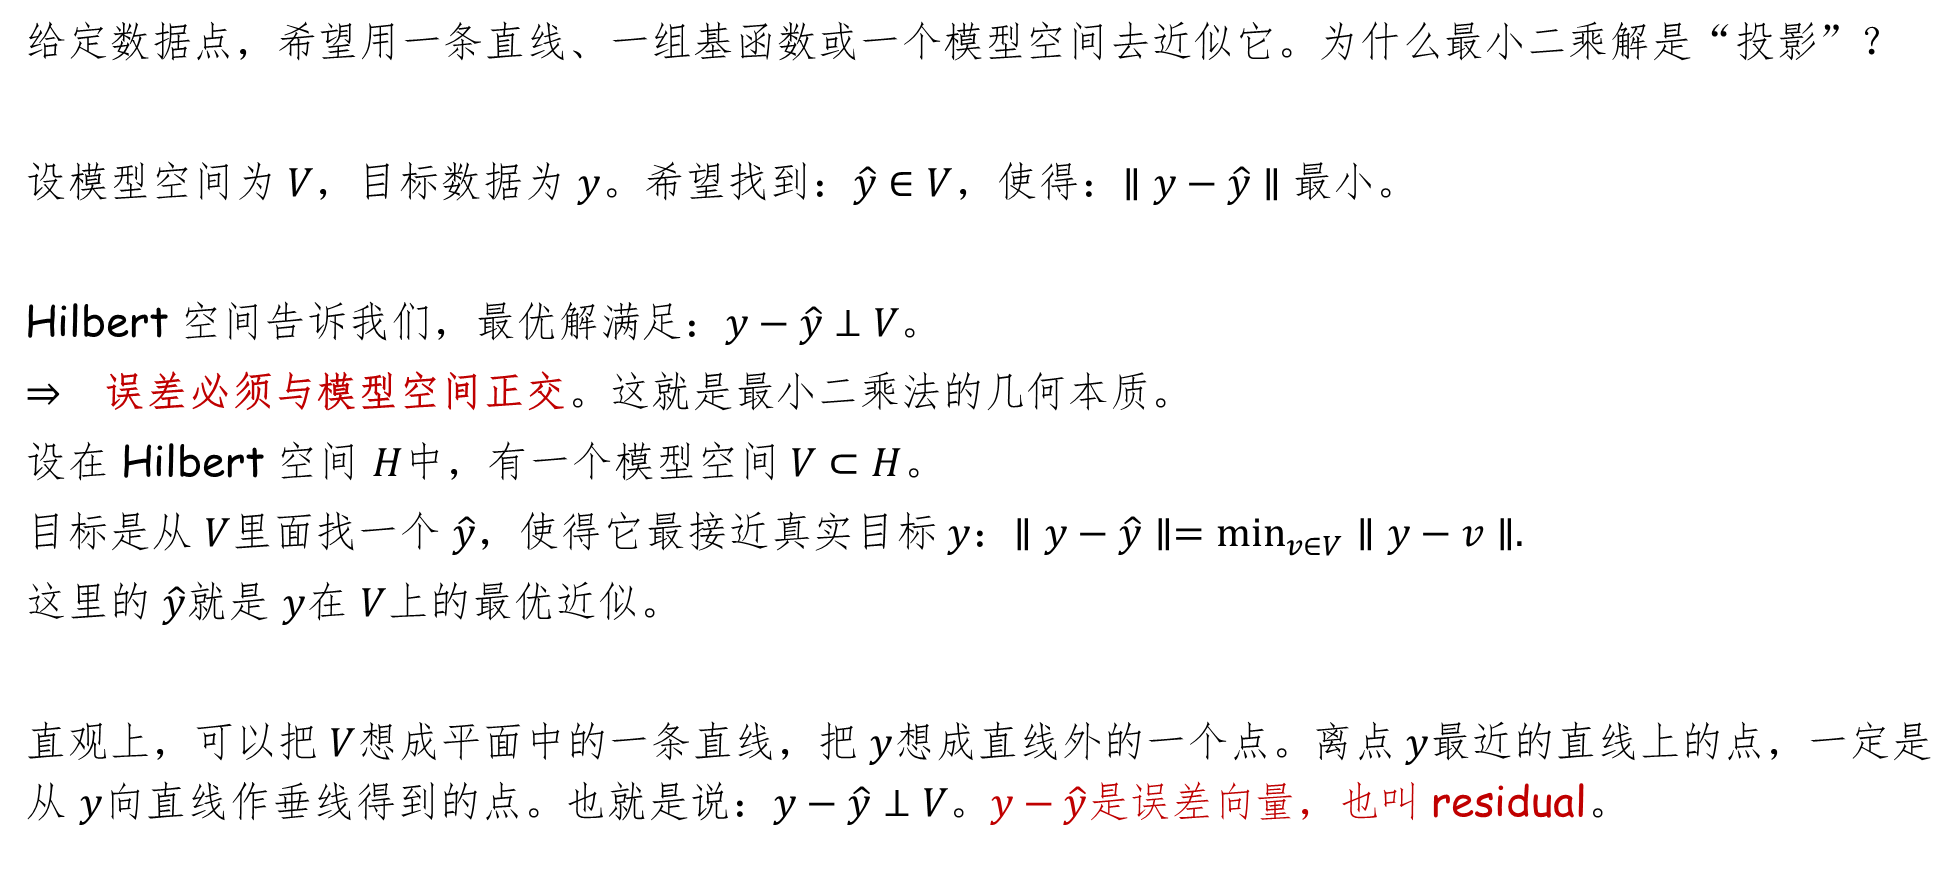 给定数据点，希望用一条直线、一组基函数或一个模型空间去近似它。为什么最小二乘解是“投影”？
设模型空间为 V，目标数据为 y。希望找到：ŷ ∈ V，使得：∥ y − ŷ ∥ 最小。
Hilbert 空间告诉我们，最优解满足：y − ŷ ⊥ V。
⇒ 误差必须与模型空间正交。这就是最小二乘法的几何本质。
设在 Hilbert 空间 H中，有一个模型空间 V ⊂ H。
目标是从 V里面找一个 ŷ，使得它最接近真实目标 y：∥ y − ŷ ∥= min_{v∈V} ∥ y − v ∥.
这里的 ŷ就是 y在 V上的最优近似。
直观上，可以把 V想成平面中的一条直线，把 y想成直线外的一个点。离点 y最近的直线上的点，一定是
从 y向直线作垂线得到的点。也就是说：y − ŷ ⊥ V。y − ŷ是误差向量，也叫 residual。